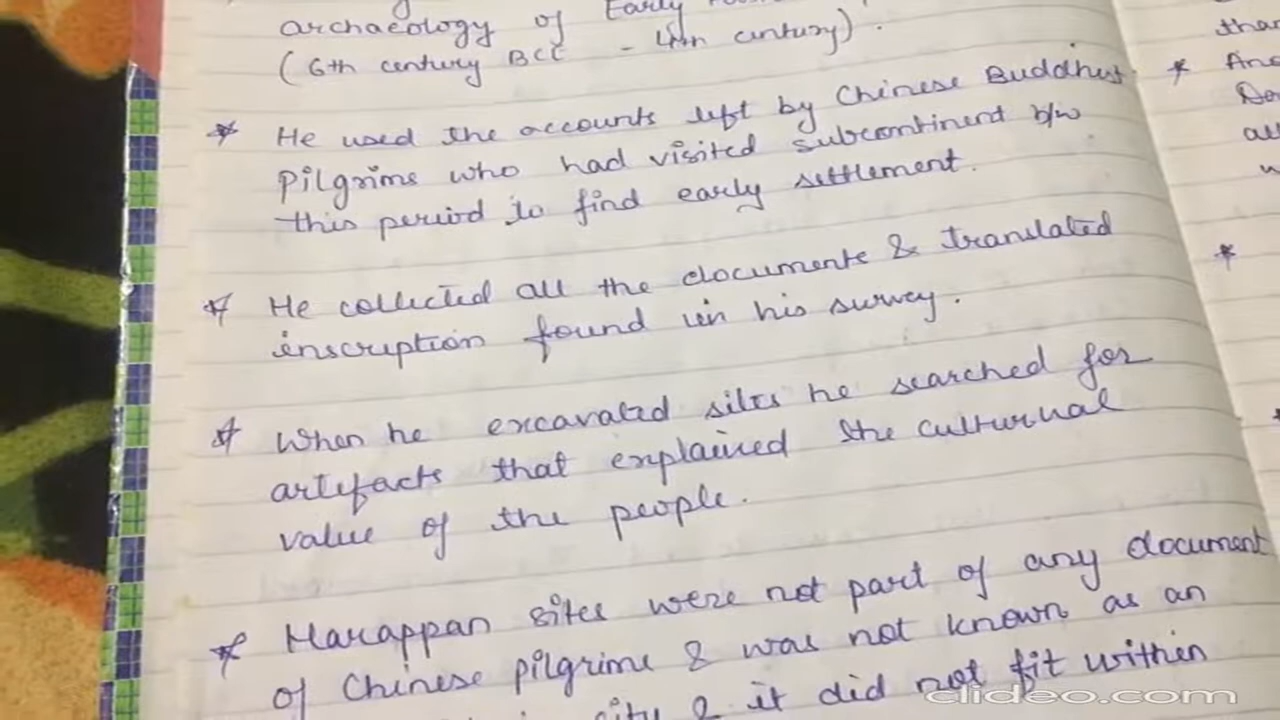 archaeology of Early
(6th century BCE - 4th century).
* He used the accounts left by Chinese Buddhist
Pilgrims who had visited subcontinent b/w
this period to find early settlement.
* He collected all the documents & translated
inscription found in his survey.
* When he excavated sites he searched for
artefacts that explained the culturual
value of the people.
* Harappan sites were not part of any document
of Chinese pilgrims & was not known as an
& it did not fit within
*
*
*
clideo.com